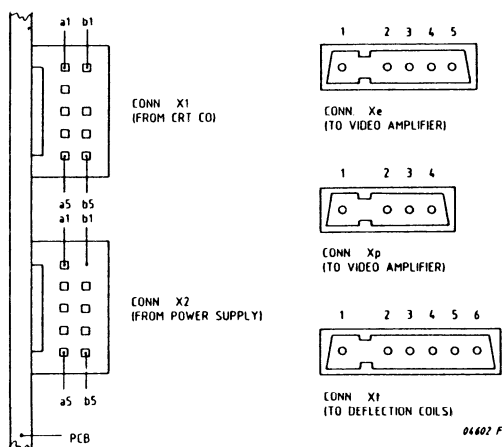 a1 b1
CONN X1
(FROM CRT CO)
a5 b5
a1 b1
CONN X2
(FROM POWER SUPPLY)
a5 b5
PCB
1 2 3 4 5
CONN. Xe
(TO VIDEO AMPLIFIER)
1 2 3 4
CONN Xp
(TO VIDEO AMPLIFIER)
1 2 3 4 5 6
CONN Xt
(TO DEFLECTION COILS)
04602 F